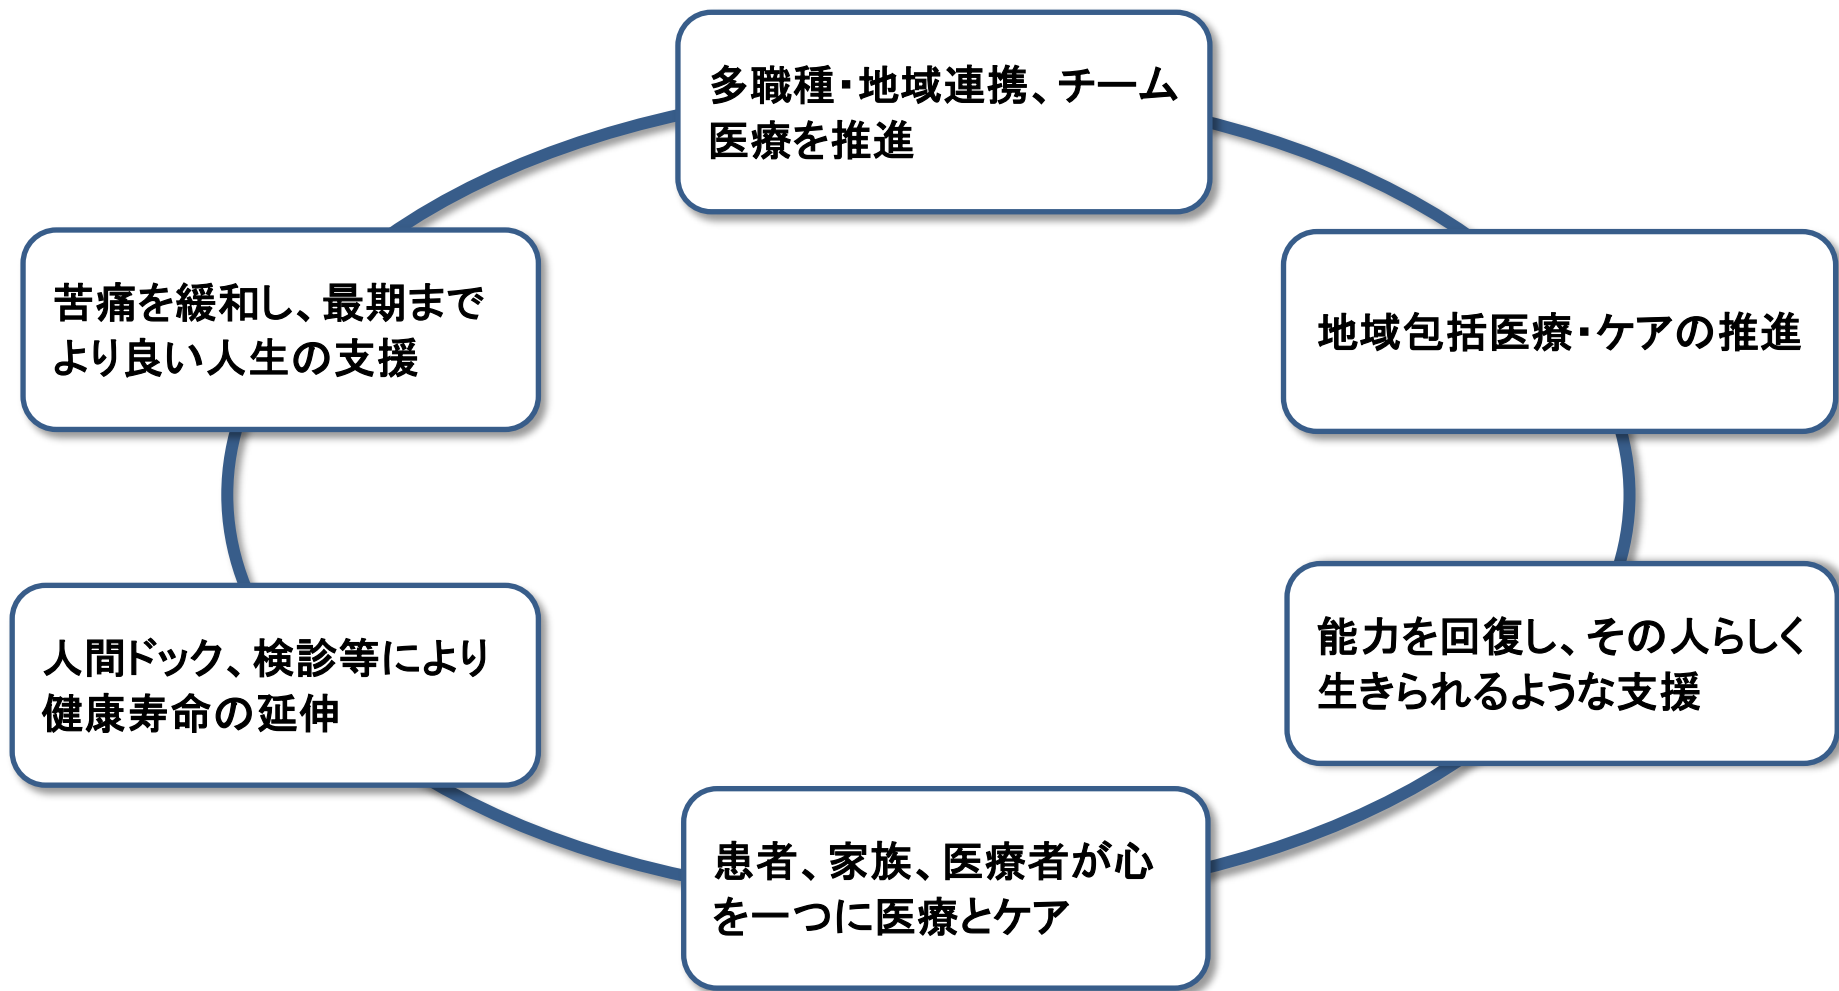 多職種・地域連携、チーム
医療を推進
地域包括医療・ケアの推進
能力を回復し、その人らしく
生きられるような支援
患者、家族、医療者が心
を一つに医療とケア
人間ドック、検診等により
健康寿命の延伸
苦痛を緩和し、最期まで
より良い人生の支援